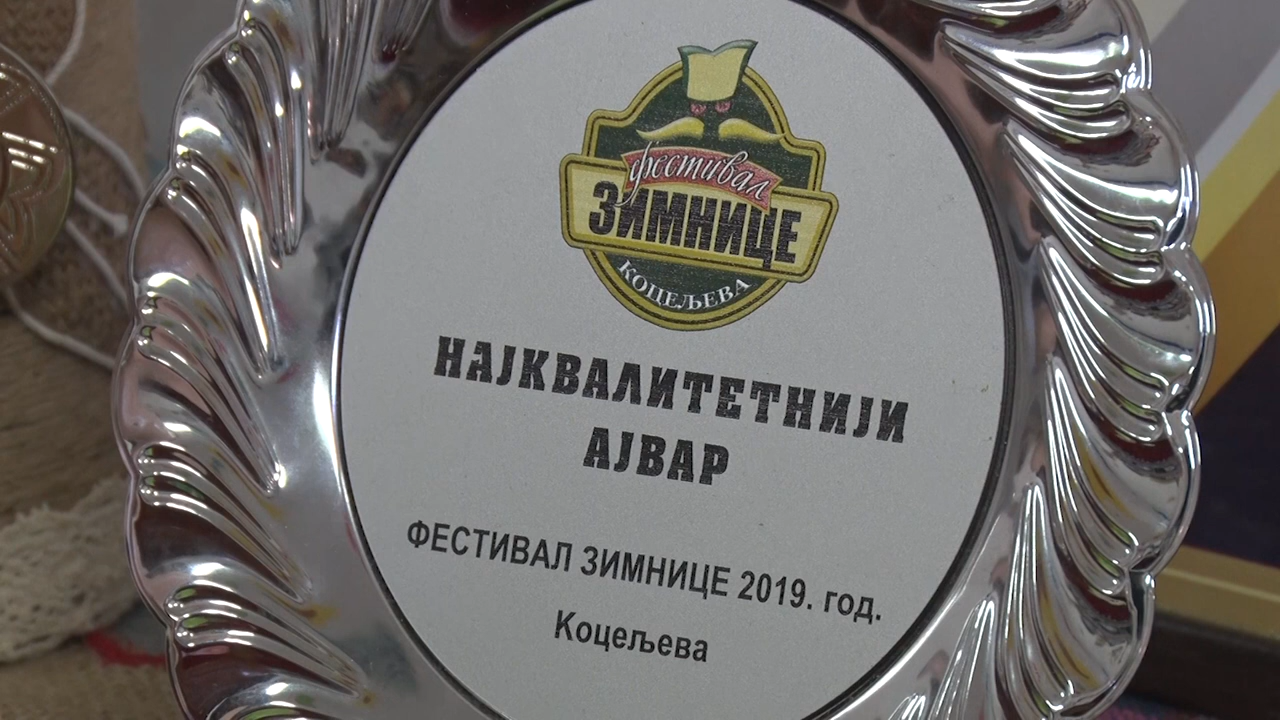 фестивал
ЗИМНИЦЕ
КОЦЕЉЕВА
НАЈКВАЛИТЕТНИЈИ
АЈВАР
ФЕСТИВАЛ ЗИМНИЦЕ 2019. год.
Коцељева